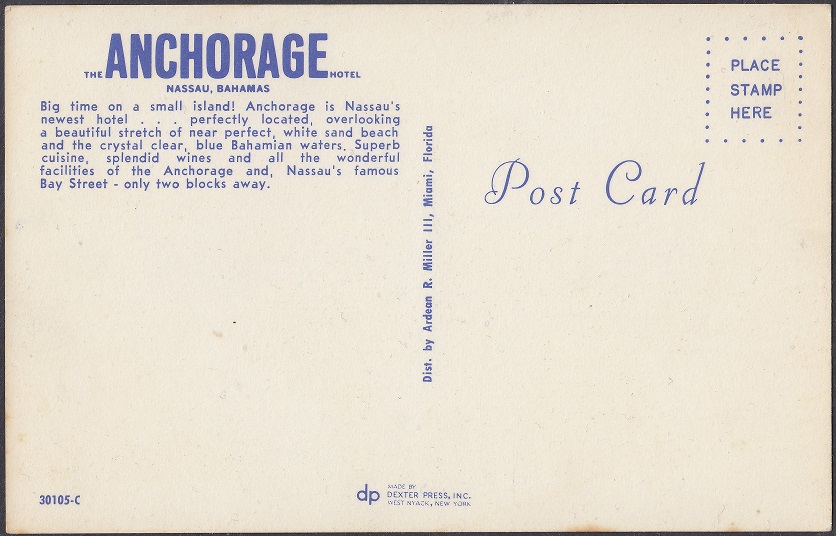 THE ANCHORAGE HOTEL
NASSAU, BAHAMAS
Big time on a small island! Anchorage is Nassau's
newest hotel . . . perfectly located, overlooking
a beautiful stretch of near perfect, white sand beach
and the crystal clear, blue Bahamian waters. Superb
cuisine, splendid wines and all the wonderful
facilities of the Anchorage and, Nassau's famous
Bay Street - only two blocks away.
30105-C
Dist. by Ardean R. Miller III, Miami, Florida
dp
MADE BY
DEXTER PRESS, INC.
WEST NYACK, NEW YORK
PLACE
STAMP
HERE
Post Card